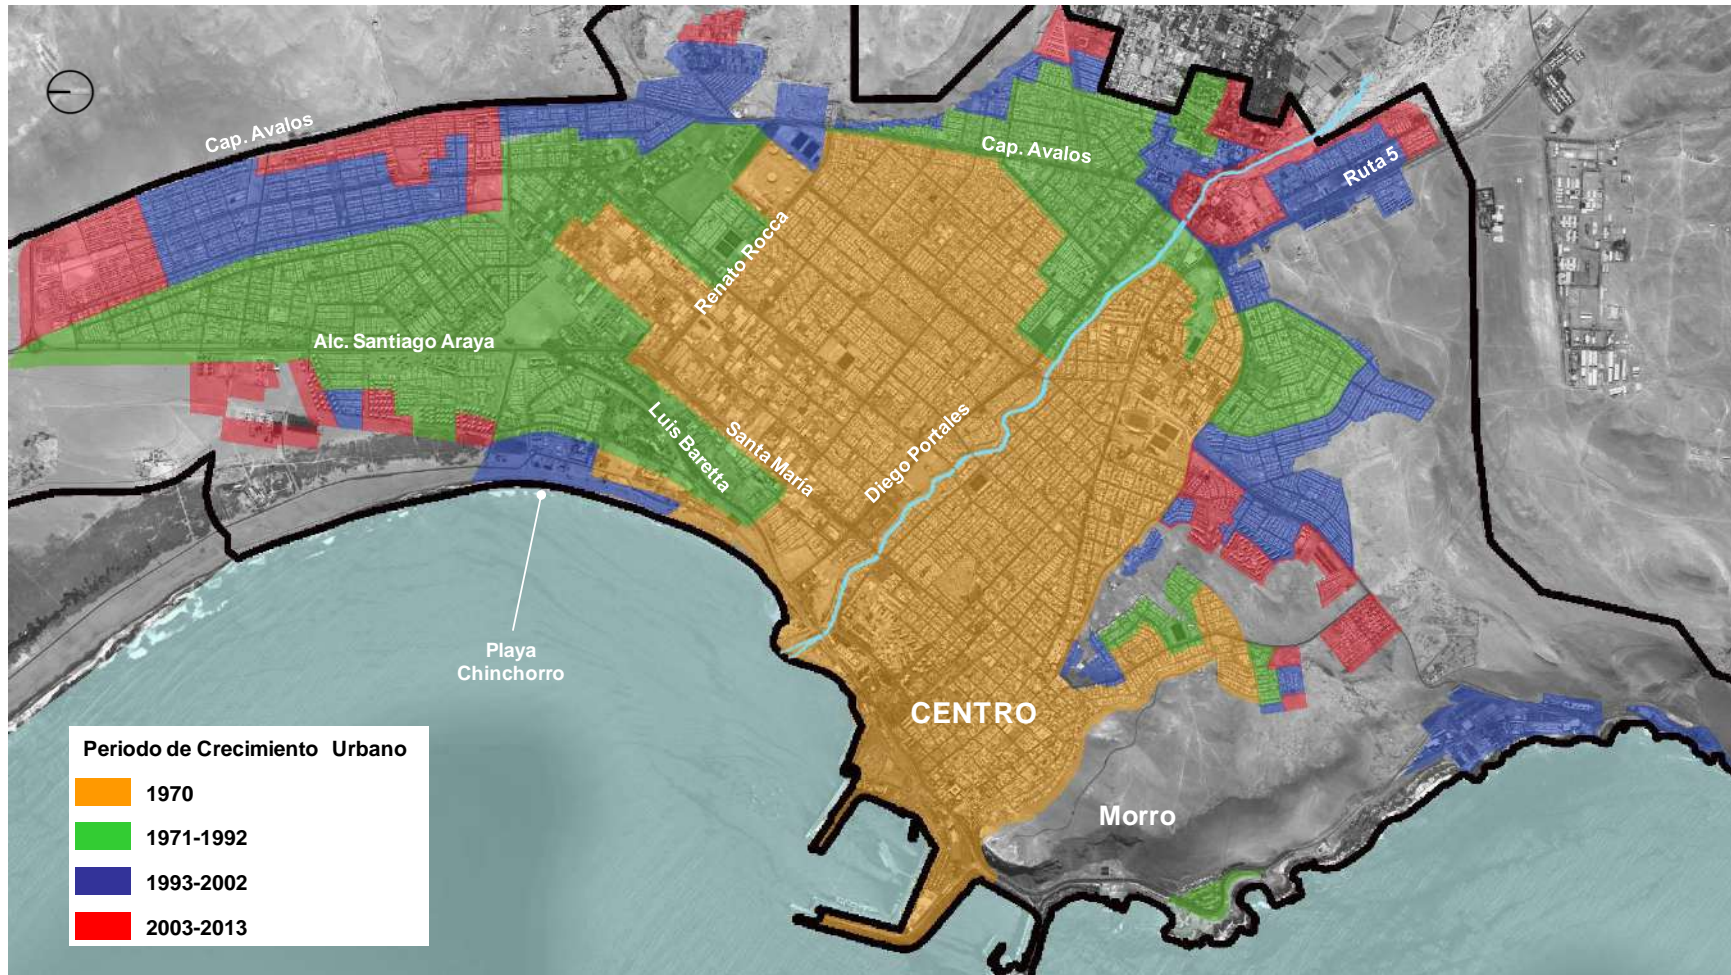 Cap. Avalos
Cap. Avalos
Ruta 5
Renato Rocca
Alc. Santiago Araya
Luis Baretta
Santa María
Diego Portales
Playa
Chinchorro
CENTRO
Morro
Periodo de Crecimiento Urbano
1970
1971-1992
1993-2002
2003-2013